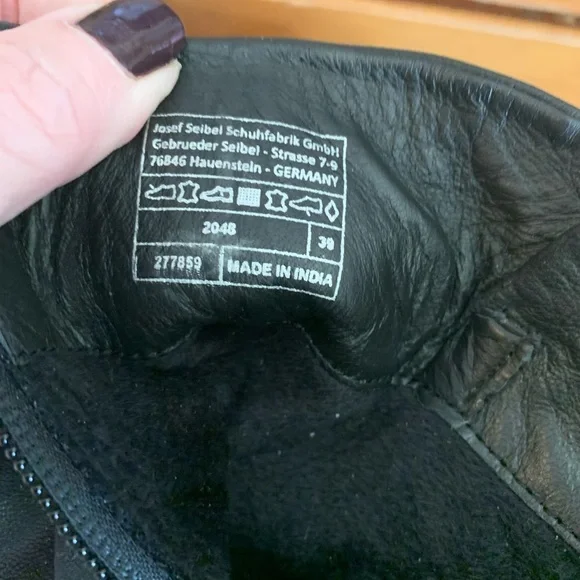 Josef Seibel Schuhfabrik GmbH
Gebrueder Seibel - Strasse 7-9
76846 Hauenstein - GERMANY
2048 39
277859 MADE IN INDIA